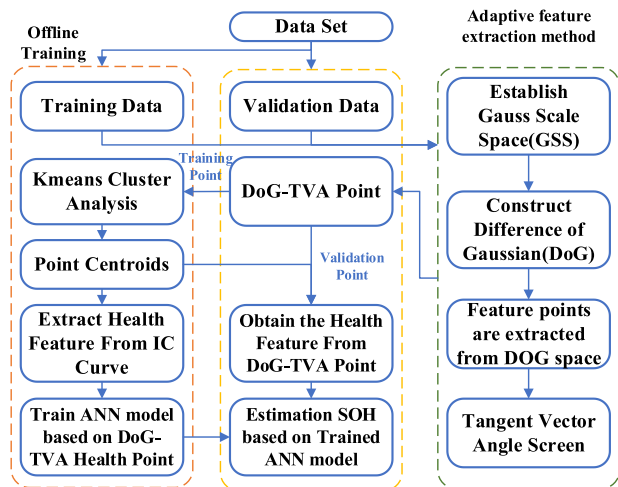 Data Set
Offline
Training
Adaptive feature
extraction method
Training Data
Validation Data
Establish
Gauss Scale
Space(GSS)
Training
Point
Kmeans Cluster
Analysis
DoG-TVA Point
Construct
Difference of
Gaussian(DoG)
Point Centroids
Validation
Point
Extract Health
Feature From IC
Curve
Obtain the Health
Feature From
DoG-TVA Point
Feature points
are extracted
from DOG space
Train ANN model
based on DoG-
TVA Health Point
Estimation SOH
based on Trained
ANN model
Tangent Vector
Angle Screen